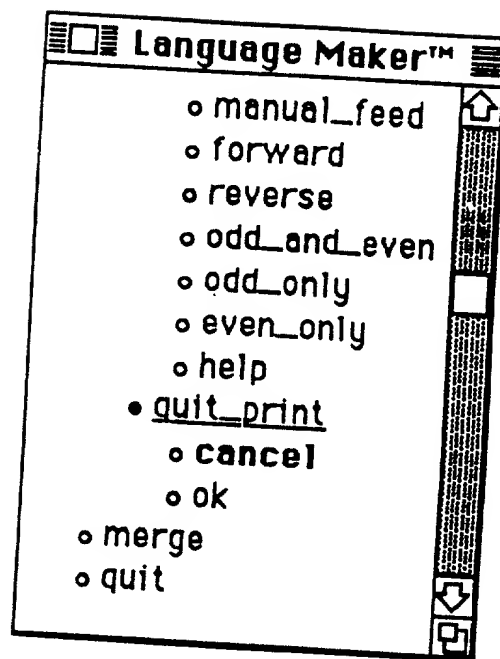 Language Maker™
manual_feed
forward
reverse
odd_and_even
odd_only
even_only
help
quit_print
cancel
ok
merge
quit